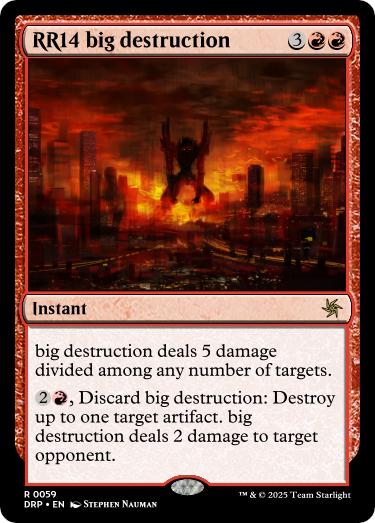 RR14 big destruction 3
Instant
big destruction deals 5 damage
divided among any number of targets.
2 , Discard big destruction: Destroy
up to one target artifact. big
destruction deals 2 damage to target
opponent.
R 0059
DRP • EN Stephen Nauman
™ & © 2025 Team Starlight